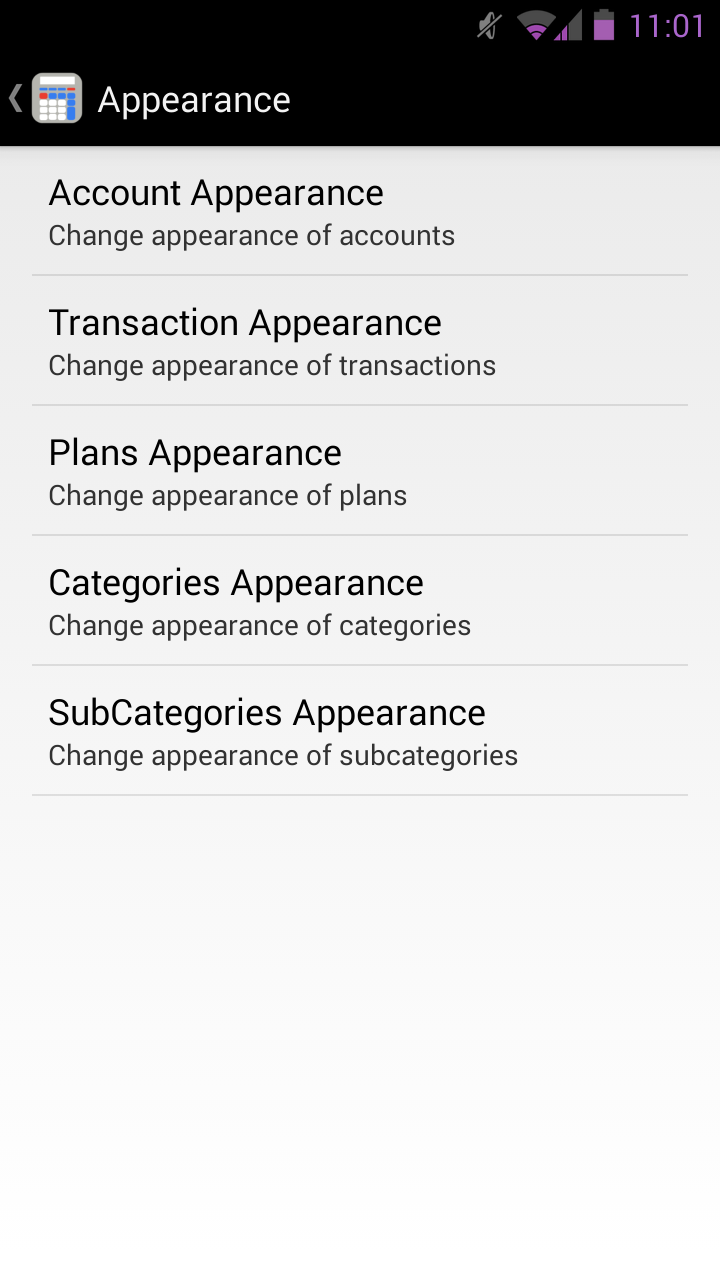 11:01
Appearance
Account Appearance
Change appearance of accounts
Transaction Appearance
Change appearance of transactions
Plans Appearance
Change appearance of plans
Categories Appearance
Change appearance of categories
SubCategories Appearance
Change appearance of subcategories